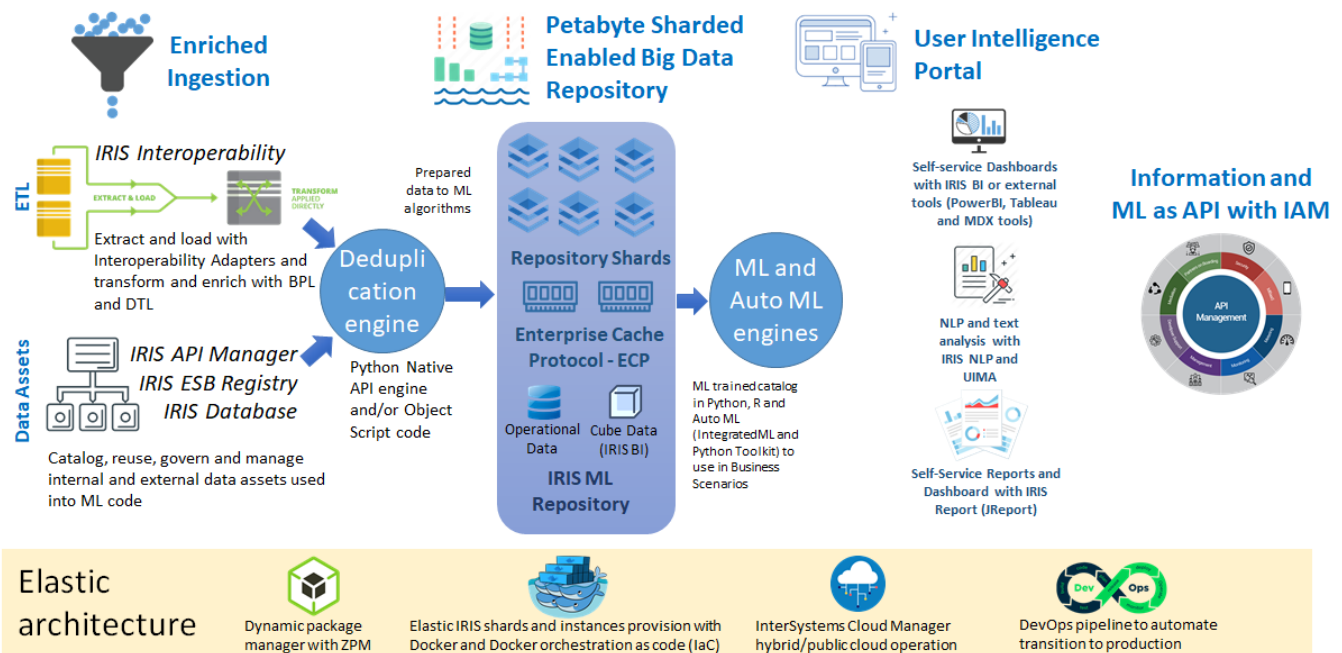 Enriched
Ingestion
Petabyte Sharded
Enabled Big Data
Repository
User Intelligence
Portal
ETL
IRIS Interoperability
EXTRACT & LOAD
TRANSFORM
APPLIED
DIRECTLY
Extract and load with
Interoperability Adapters and
transform and enrich with BPL
and DTL
Data Assets
IRIS API Manager
IRIS ESB Registry
IRIS Database
Catalog, reuse, govern and manage
internal and external data assets used
into ML code
Dedupli
cation
engine
Python Native
API engine
and/or Object
Script code
Prepared
data to ML
algorithms
Repository Shards
Enterprise Cache
Protocol - ECP
Operational
Data
Cube Data
(IRIS BI)
IRIS ML
Repository
ML and
Auto ML
engines
ML trained catalog
in Python, R and
Auto ML
(IntegratedML and
Python Toolkit) to
use in Business
Scenarios
Self-service Dashboards
with IRIS BI or external
tools (PowerBI, Tableau
and MDX tools)
NLP and text
analysis with
IRIS NLP and
UIMA
Self-Service Reports and
Dashboard with IRIS
Report (JReport)
Information and
ML as API with IAM
API
Management
Security
Monitoring
Management
Elastic
architecture
Dynamic package
manager with ZPM
Elastic IRIS shards and instances provision with
Docker and Docker orchestration as code (IaC)
InterSystems Cloud Manager
hybrid/public cloud operation
Dev
Ops
DevOps pipeline to automate
transition to production